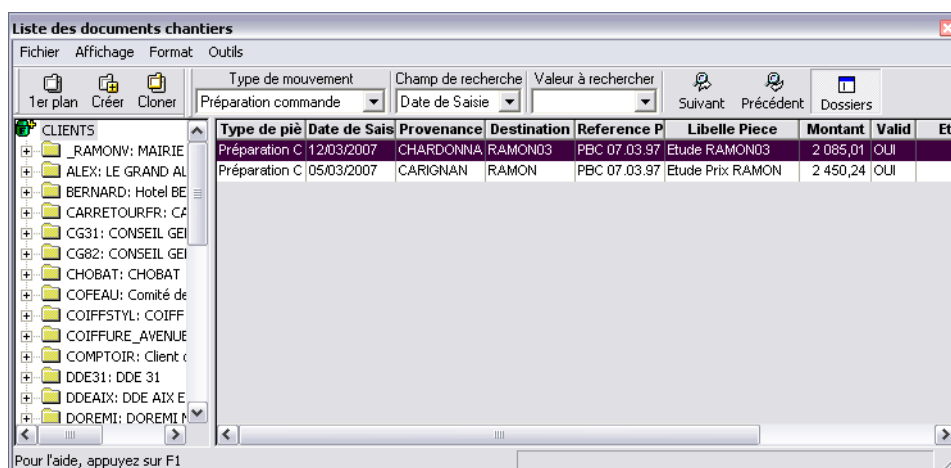 Liste des documents chantiers
Fichier Affichage Format Outils
1er plan Créer Cloner
Type de mouvement
Préparation commande
Champ de recherche
Date de Saisie
Valeur à rechercher
Suivant Précédent Dossiers
CLIENTS
_RAMONV: MAIRIE
ALEX: LE GRAND AL
BERNARD: Hotel BE
CARRETOURFR: CA
CG31: CONSEIL GE
CG82: CONSEIL GE
CHOBAT: CHOBAT
COFEAU: Comité de
COIFFSTYL: COIFF
COIFFURE_AVENUE
COMPTOIR: Client
DDE31: DDE 31
DDEAIX: DDE AIX E
DOREMI: DOREMI
Type de piè Date de Sais Provenance Destination Reference P Libelle Piece Montant Valid Et
Préparation C 12/03/2007 CHARDONNA RAMON03 PBC 07.03.97 Etude RAMON03 2 085,01 OUI
Préparation C 05/03/2007 CARIGNAN RAMON PBC 07.03.97 Etude Prix RAMON 2 450,24 OUI
Pour l'aide, appuyez sur F1